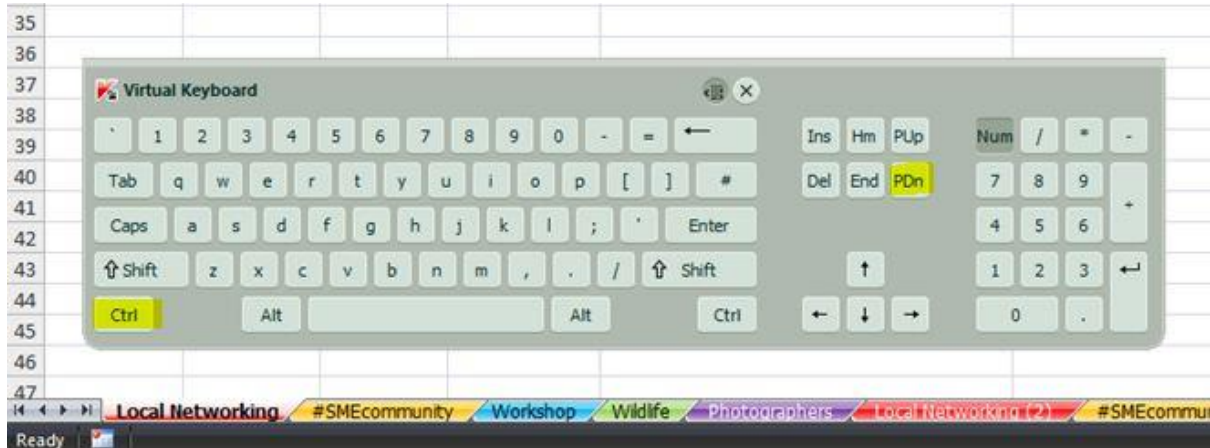 35
36
37
Virtual Keyboard
38
39
` 1 2 3 4 5 6 7 8 9 0 - = ← Ins Hm PUp Num / * -
40
Tab q w e r t y u i o p [ ] # Del End PDn 7 8 9 +
41
42
Caps a s d f g h j k l ; ' Enter 4 5 6
43
⇧ Shift z x c v b n m , . / ⇧ Shift ↑ 1 2 3 ↵
44
45
Ctrl Alt Alt Ctrl ← ↓ → 0 .
46
47
Local Networking #SMEcommunity Workshop Wildlife Photographers Local Networking (2) #SMEcommu
Ready